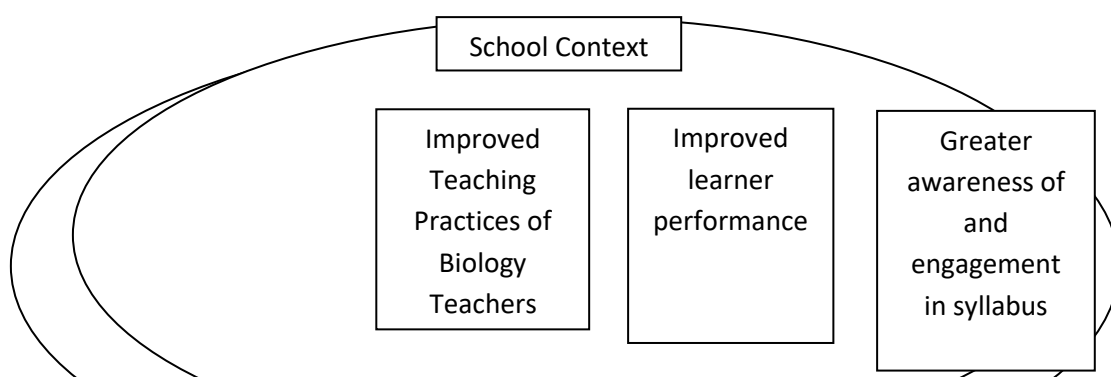 School Context
Improved
Teaching
Practices of
Biology
Teachers
Improved
learner
performance
Greater
awareness of
and
engagement
in syllabus